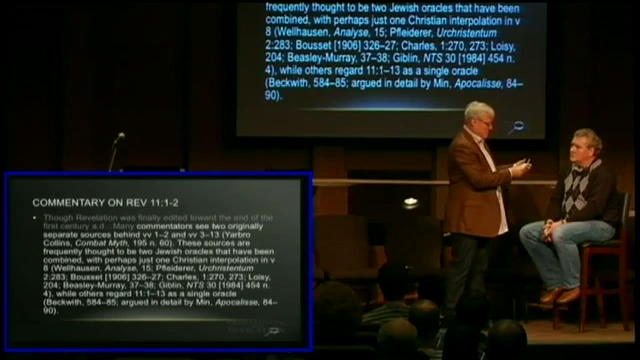 frequently thought to be two Jewish oracles that have been
combined, with perhaps just one Christian interpolation in v
8 (Wellhausen, Analyse, 15; Pfleiderer, Urchristentum
2:283; Bousset [1906] 326–27; Charles, 1:270, 273; Loisy,
204; Beasley-Murray, 37–38; Giblin, NTS 30 [1984] 454 n.
4), while others regard 11:1–13 as a single oracle
(Beckwith, 584–85; argued in detail by Min, Apocalisse, 84–
90).
COMMENTARY ON REV 11:1-2
• Though Revelation was finally edited toward the end of the
first century a.d...Many commentators see two originally
separate sources behind vv 1–2 and vv 3–13 (Yarbro
Collins, Combat Myth, 195 n. 60). These sources are
frequently thought to be two Jewish oracles that have been
combined, with perhaps just one Christian interpolation in v
8 (Wellhausen, Analyse, 15; Pfleiderer, Urchristentum
2:283; Bousset [1906] 326–27; Charles, 1:270, 273; Loisy,
204; Beasley-Murray, 37–38; Giblin, NTS 30 [1984] 454 n.
4), while others regard 11:1–13 as a single oracle
(Beckwith, 584–85; argued in detail by Min, Apocalisse, 84–
90).